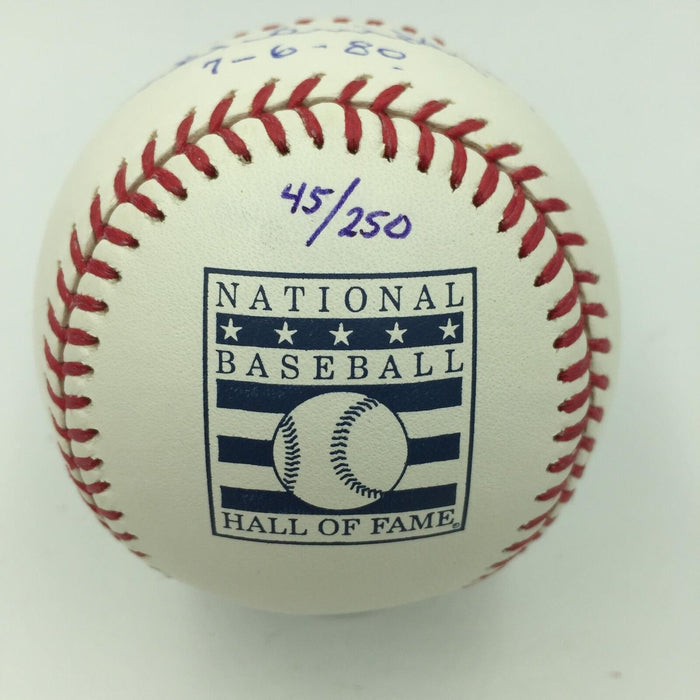 7-6-80
45/250
NATIONAL
BASEBALL
HALL OF FAME®